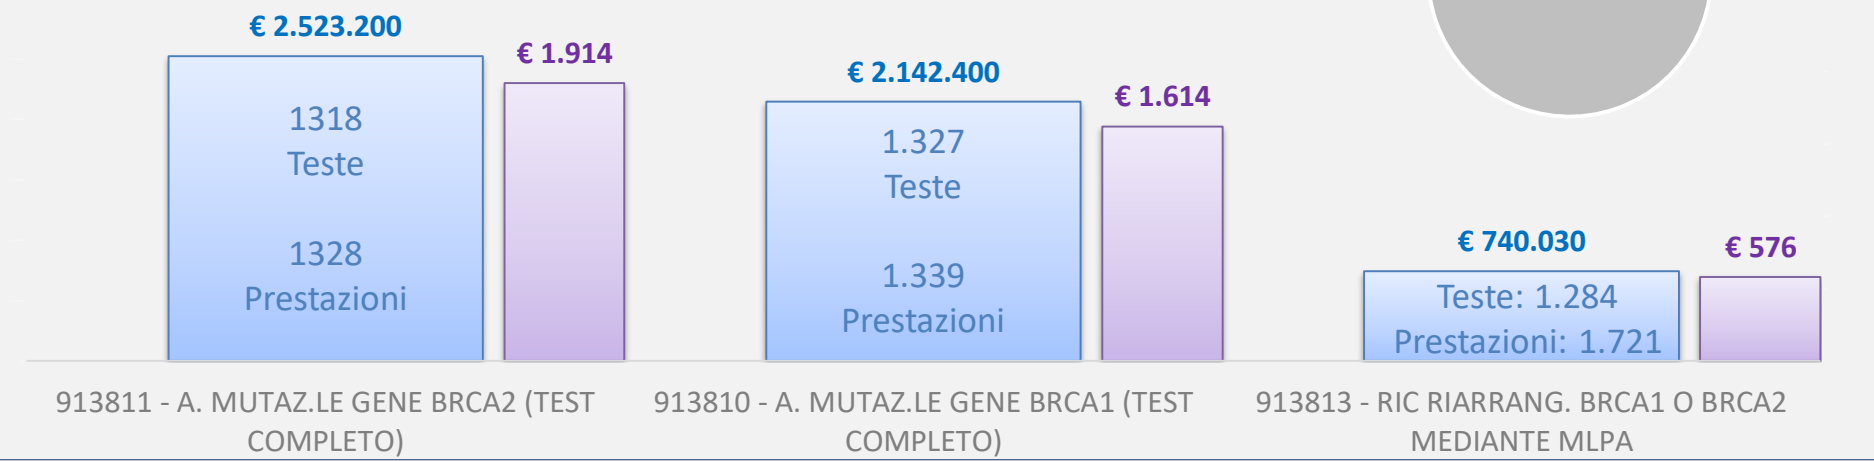 € 2.523.200
€ 1.914
1318
Teste
1328
Prestazioni
913811 - A. MUTAZ.LE GENE BRCA2 (TEST
COMPLETO)
€ 2.142.400
€ 1.614
1.327
Teste
1.339
Prestazioni
913810 - A. MUTAZ.LE GENE BRCA1 (TEST
COMPLETO)
€ 740.030
€ 576
Teste: 1.284
Prestazioni: 1.721
913813 - RIC RIARRANG. BRCA1 O BRCA2
MEDIANTE MLPA